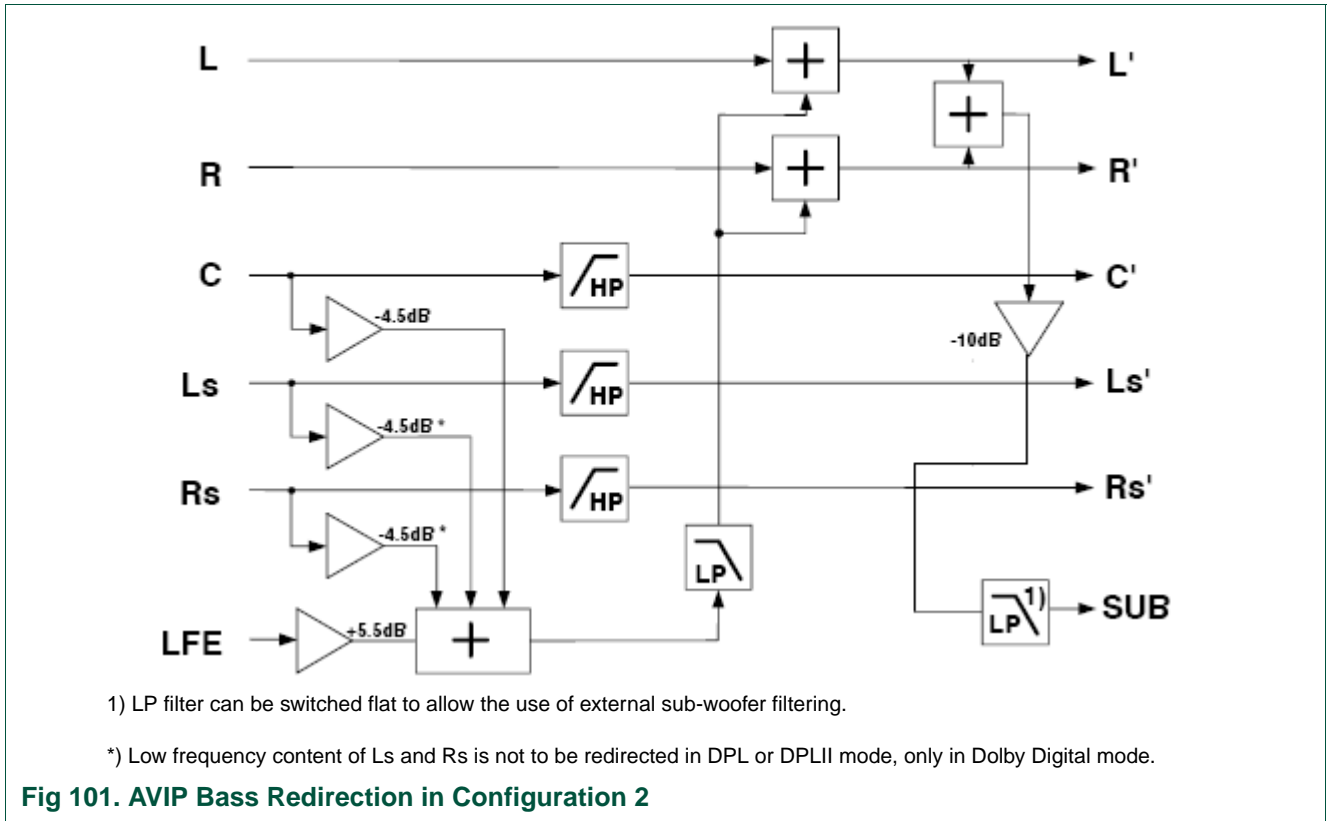 L
+
L'
+
R
+
R'
C
HP
C'
-4.5dB
-10dB
Ls
HP
Ls'
-4.5dB *
Rs
HP
Rs'
-4.5dB *
LP
LP
1)
SUB
LFE
+5.5dB
+
1) LP filter can be switched flat to allow the use of external sub-woofer filtering.
*) Low frequency content of Ls and Rs is not to be redirected in DPL or DPLII mode, only in Dolby Digital mode.
Fig 101. AVIP Bass Redirection in Configuration 2